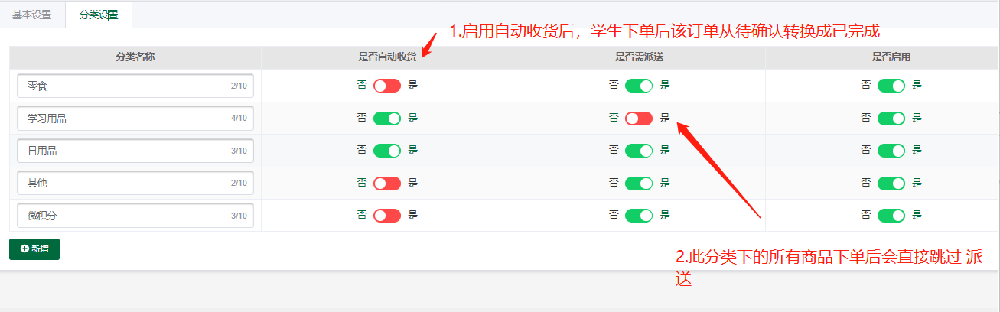 基本设置 分类设置
1.启用自动收货后，学生下单后该订单从待确认转换成已完成
分类名称 是否自动收货 是否需派送 是否启用
零食 2/10 否 是 否 是 否 是
学习用品 4/10 否 是 否 是 否 是
日用品 3/10 否 是 否 是 否 是
其他 2/10 否 是 否 是 否 是
微积分 3/10 否 是 否 是 否 是
新增
2.此分类下的所有商品下单后会直接跳过 派
送